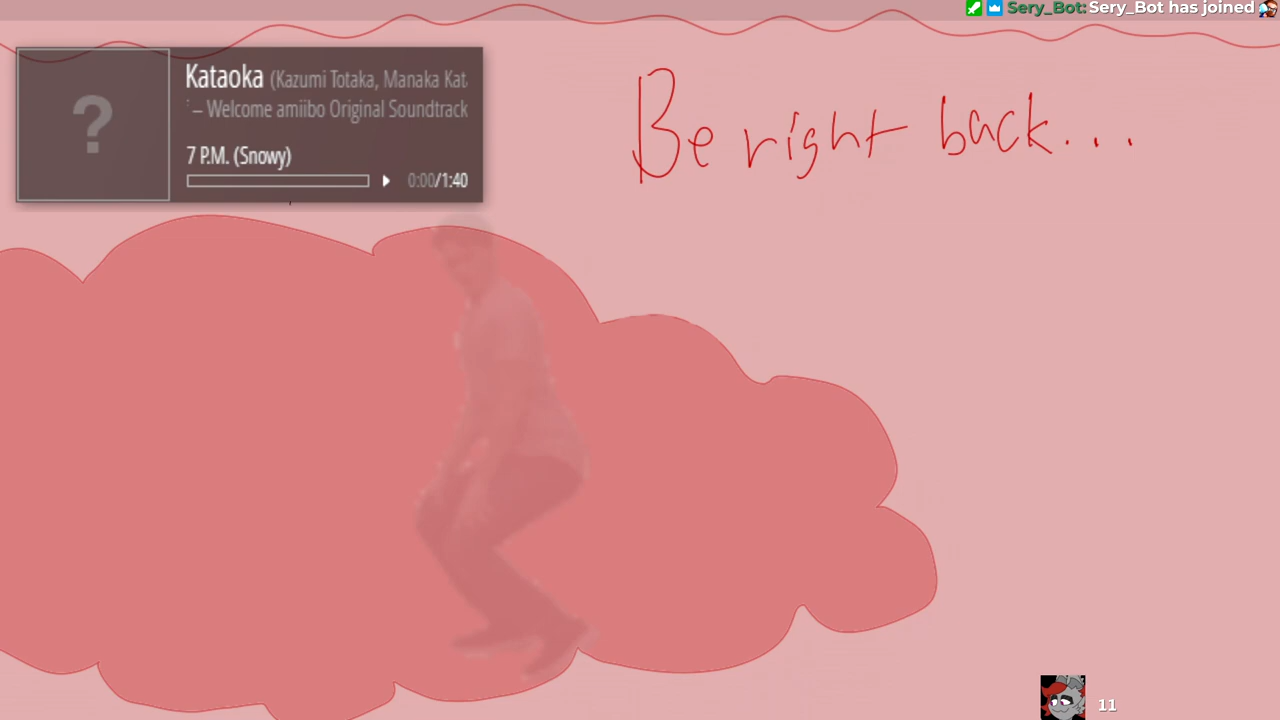 Sery_Bot: Sery_Bot has joined
Kataoka (Kazumi Totaka, Manaka Kat
– Welcome amiibo Original Soundtrack
7 P.M. (Snowy)
0:00/1:40
?
Be right back...
11